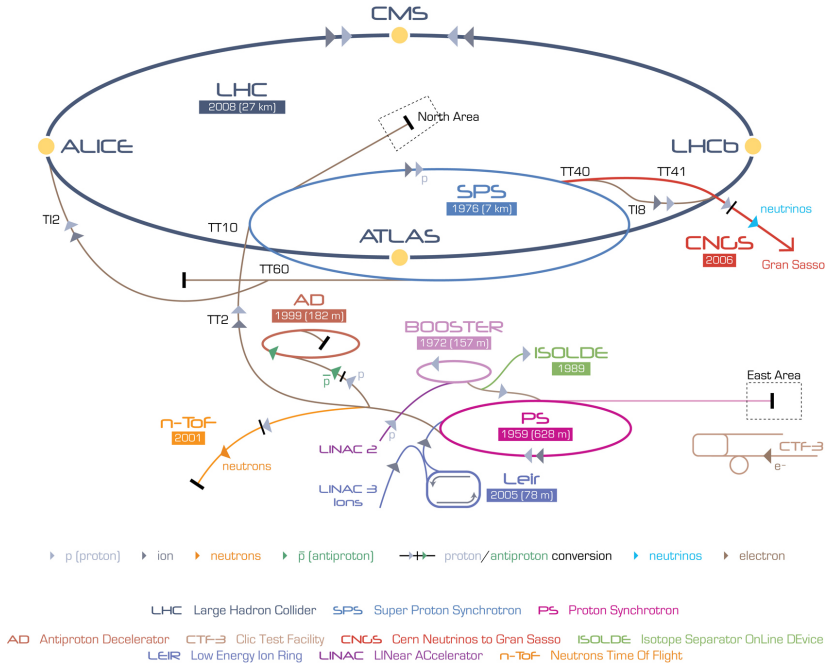 CMS
LHC
2008 (27 km)
North Area
ALICE
LHCb
TT40
TT41
SPS
1976 (7 km)
TI8
neutrinos
TI2
TT10
ATLAS
CNGS
2006
Gran Sasso
TT60
AD
1999 (182 m)
TT2
BOOSTER
1972 (157 m)
ISOLDE
1989
p̅
p
East Area
n-ToF
2001
PS
1959 (628 m)
LINAC 2
p
neutrons
CTF3
e-
LINAC 3
Ions
Leir
2005 (78 m)
p
p (proton) ion neutrons p̅ (antiproton) proton/antiproton conversion neutrinos electron
LHC Large Hadron Collider SPS Super Proton Synchrotron PS Proton Synchrotron
AD Antiproton Decelerator CTF3 Clic Test Facility CNGS Cern Neutrinos to Gran Sasso ISOLDE Isotope Separator OnLine DEvice
LEIR Low Energy Ion Ring LINAC LINear ACcelerator n-ToF Neutrons Time Of Flight